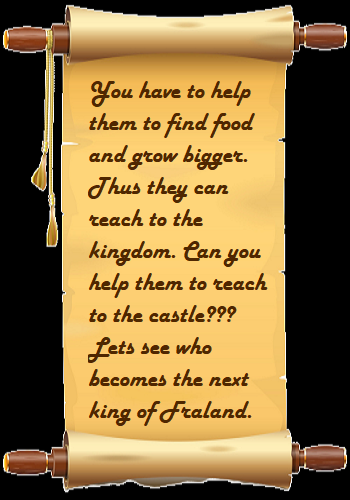 You have to help
them to find food
and grow bigger.
Thus they can
reach to the
kingdom. Can you
help them to reach
to the castle???
Lets see who
becomes the next
king of Fraland.